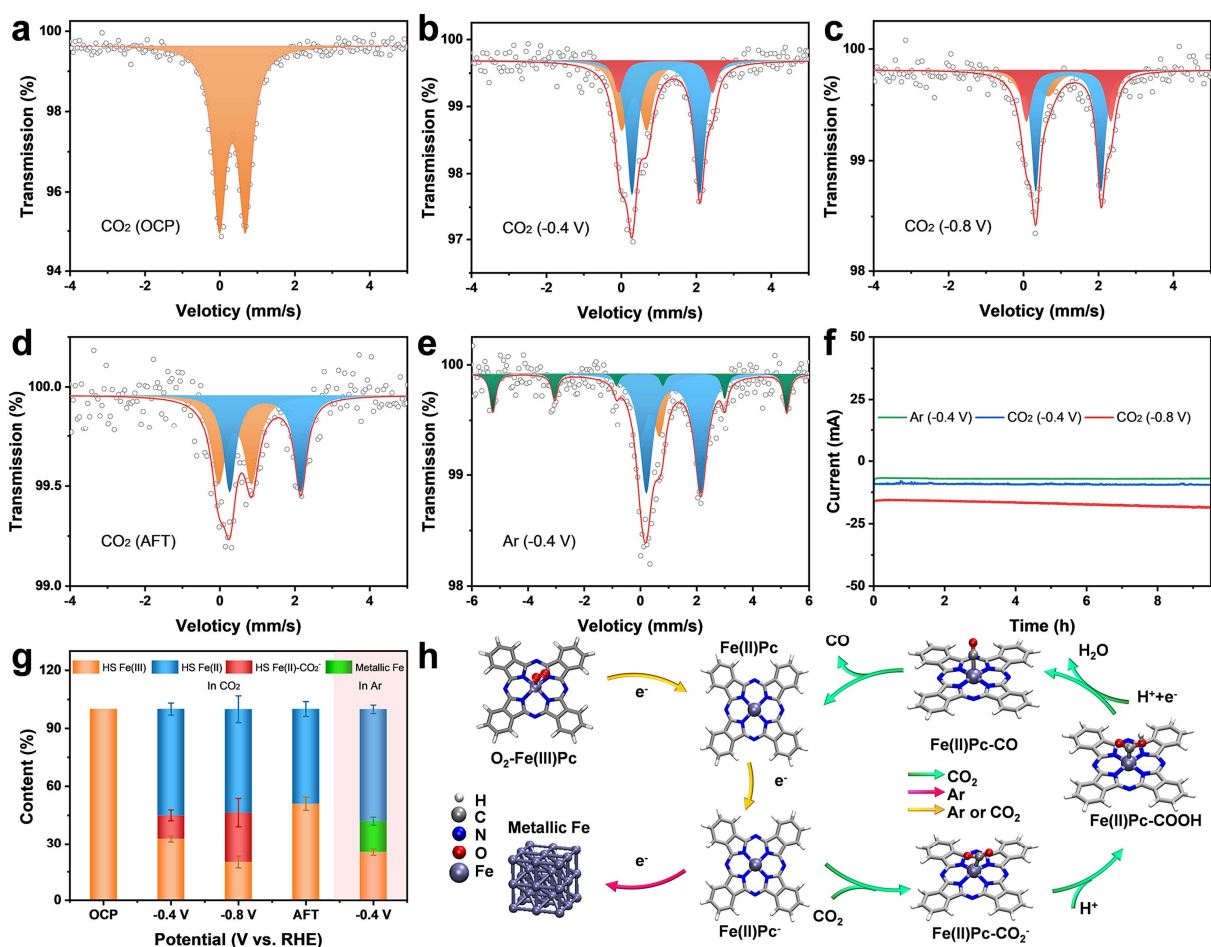 a
100
99
98
97
96
95
94
Transmission (%)
CO₂ (OCP)
-4 -2 0 2 4
Veloticy (mm/s)
b
100
99
98
97
Transmission (%)
CO₂ (-0.4 V)
-4 -2 0 2 4
Veloticy (mm/s)
c
100
99
98
Transmission (%)
CO₂ (-0.8 V)
-4 -2 0 2 4
Veloticy (mm/s)
d
100.0
99.5
99.0
Transmission (%)
CO₂ (AFT)
-4 -2 0 2 4
Veloticy (mm/s)
e
100
99
98
Transmission (%)
Ar (-0.4 V)
-6 -4 -2 0 2 4 6
Veloticy (mm/s)
f
50
25
0
-25
-50
Current (mA)
Ar (-0.4 V) CO₂ (-0.4 V) CO₂ (-0.8 V)
0 2 4 6 8
Time (h)
g
HS Fe(III) HS Fe(II) HS Fe(II)-CO₂⁻ Metallic Fe
In CO₂ In Ar
120
90
60
30
0
Content (%)
OCP -0.4 V -0.8 V AFT -0.4 V
Potential (V vs. RHE)
h
O₂-Fe(III)Pc
e⁻
Fe(II)Pc
CO
Fe(II)Pc-CO
H₂O
H⁺+e⁻
Fe(II)Pc-COOH
e⁻
CO₂
Ar
Ar or CO₂
H
C
N
O
Fe
Metallic Fe
e⁻
Fe(II)Pc⁻
CO₂
Fe(II)Pc-CO₂⁻
H⁺